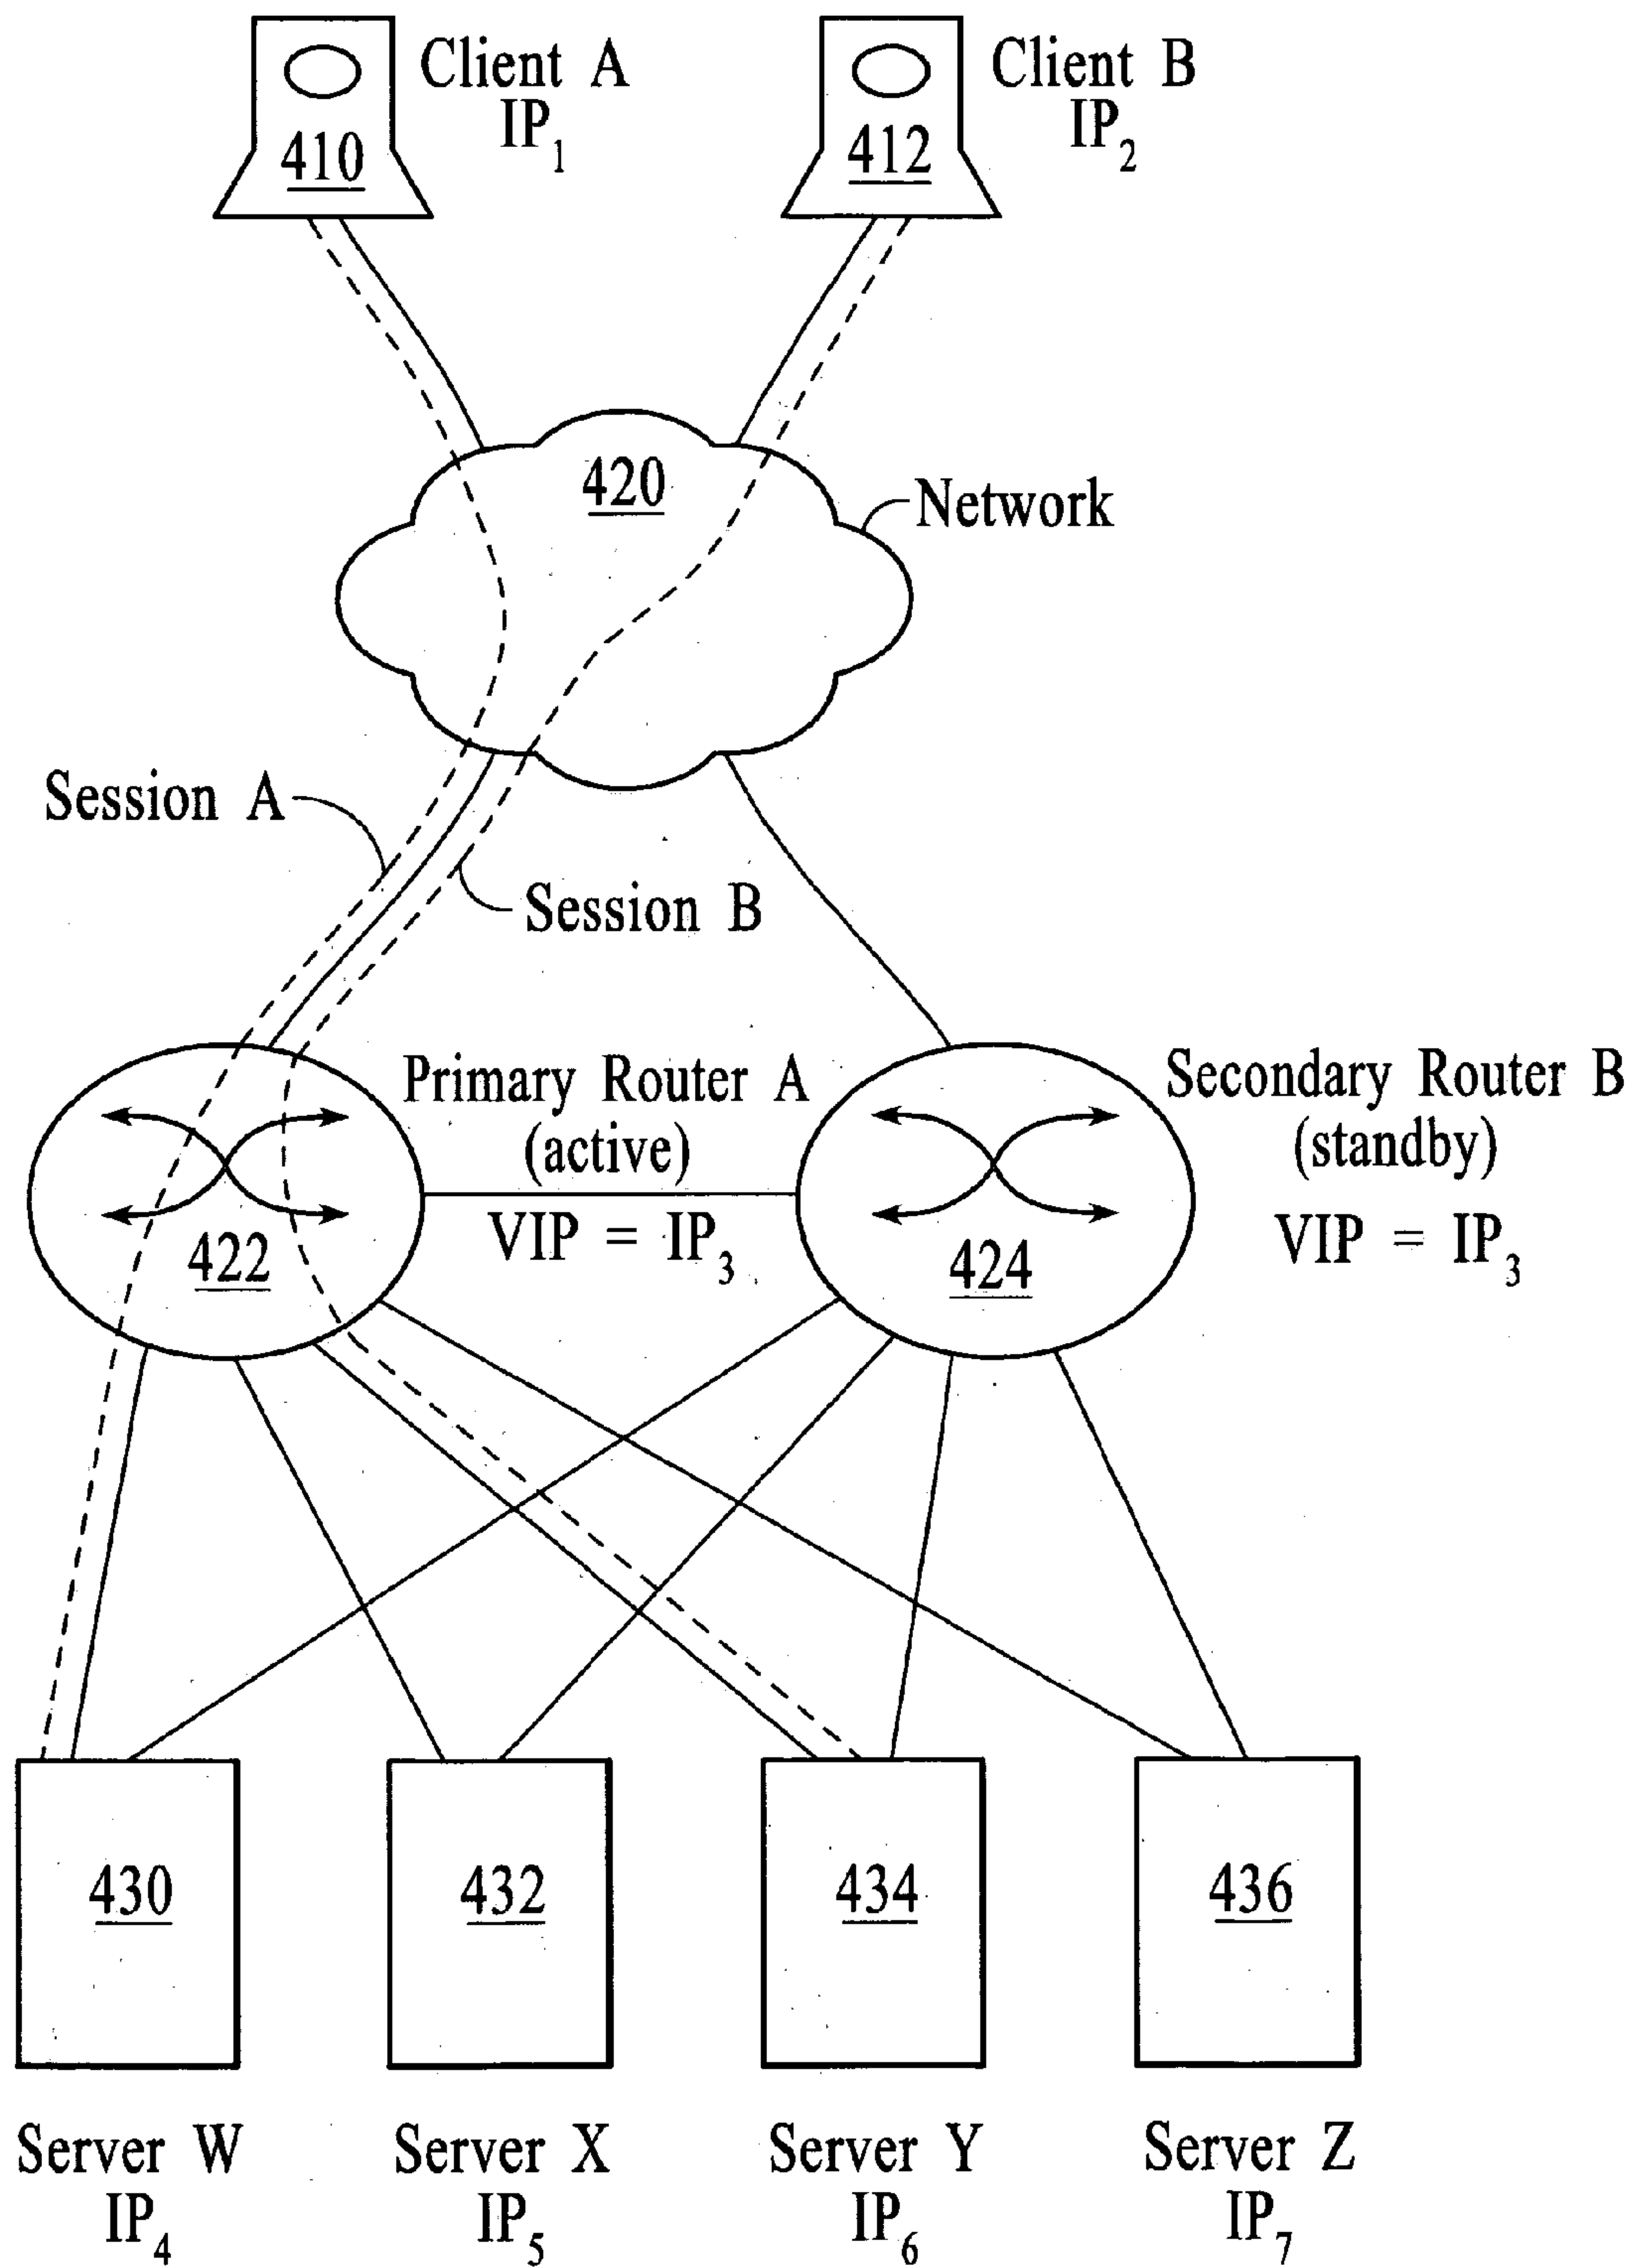 Client A
IP₁
410
Client B
IP₂
412
420
Network
Session A
Session B
Primary Router A
(active)
VIP = IP₃
422
Secondary Router B
(standby)
VIP = IP₃
424
430
432
434
436
Server W
IP₄
Server X
IP₅
Server Y
IP₆
Server Z
IP₇